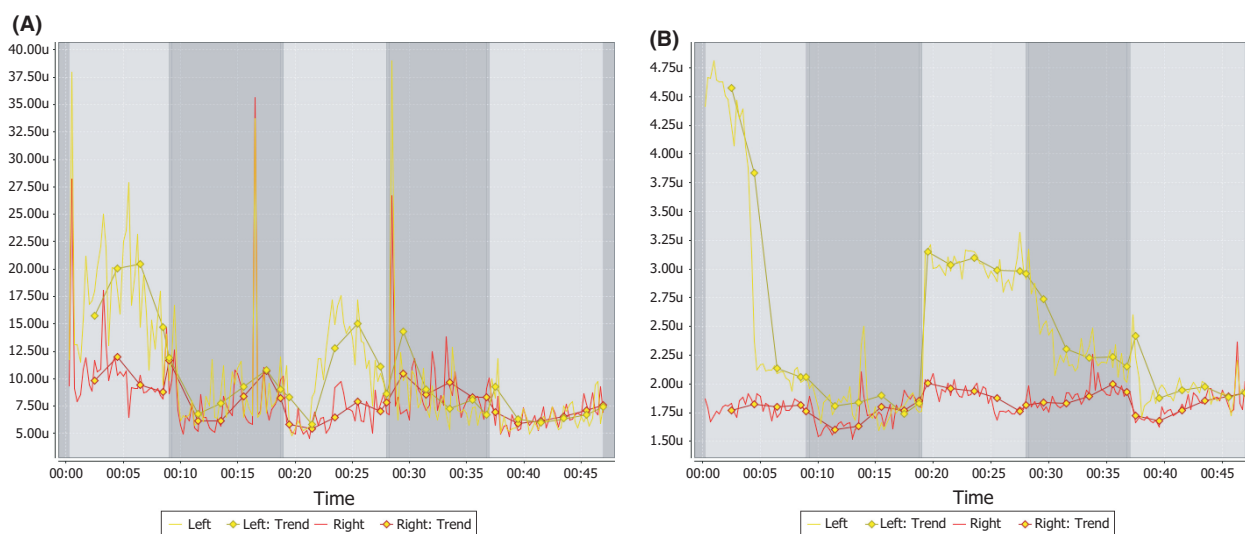 (A)
40.00u
37.50u
35.00u
32.50u
30.00u
27.50u
25.00u
22.50u
20.00u
17.50u
15.00u
12.50u
10.00u
7.50u
5.00u
00:00 00:05 00:10 00:15 00:20 00:25 00:30 00:35 00:40 00:45
Time
Left Left: Trend Right Right: Trend
(B)
4.75u
4.50u
4.25u
4.00u
3.75u
3.50u
3.25u
3.00u
2.75u
2.50u
2.25u
2.00u
1.75u
1.50u
00:00 00:05 00:10 00:15 00:20 00:25 00:30 00:35 00:40 00:45
Time
Left Left: Trend Right Right: Trend